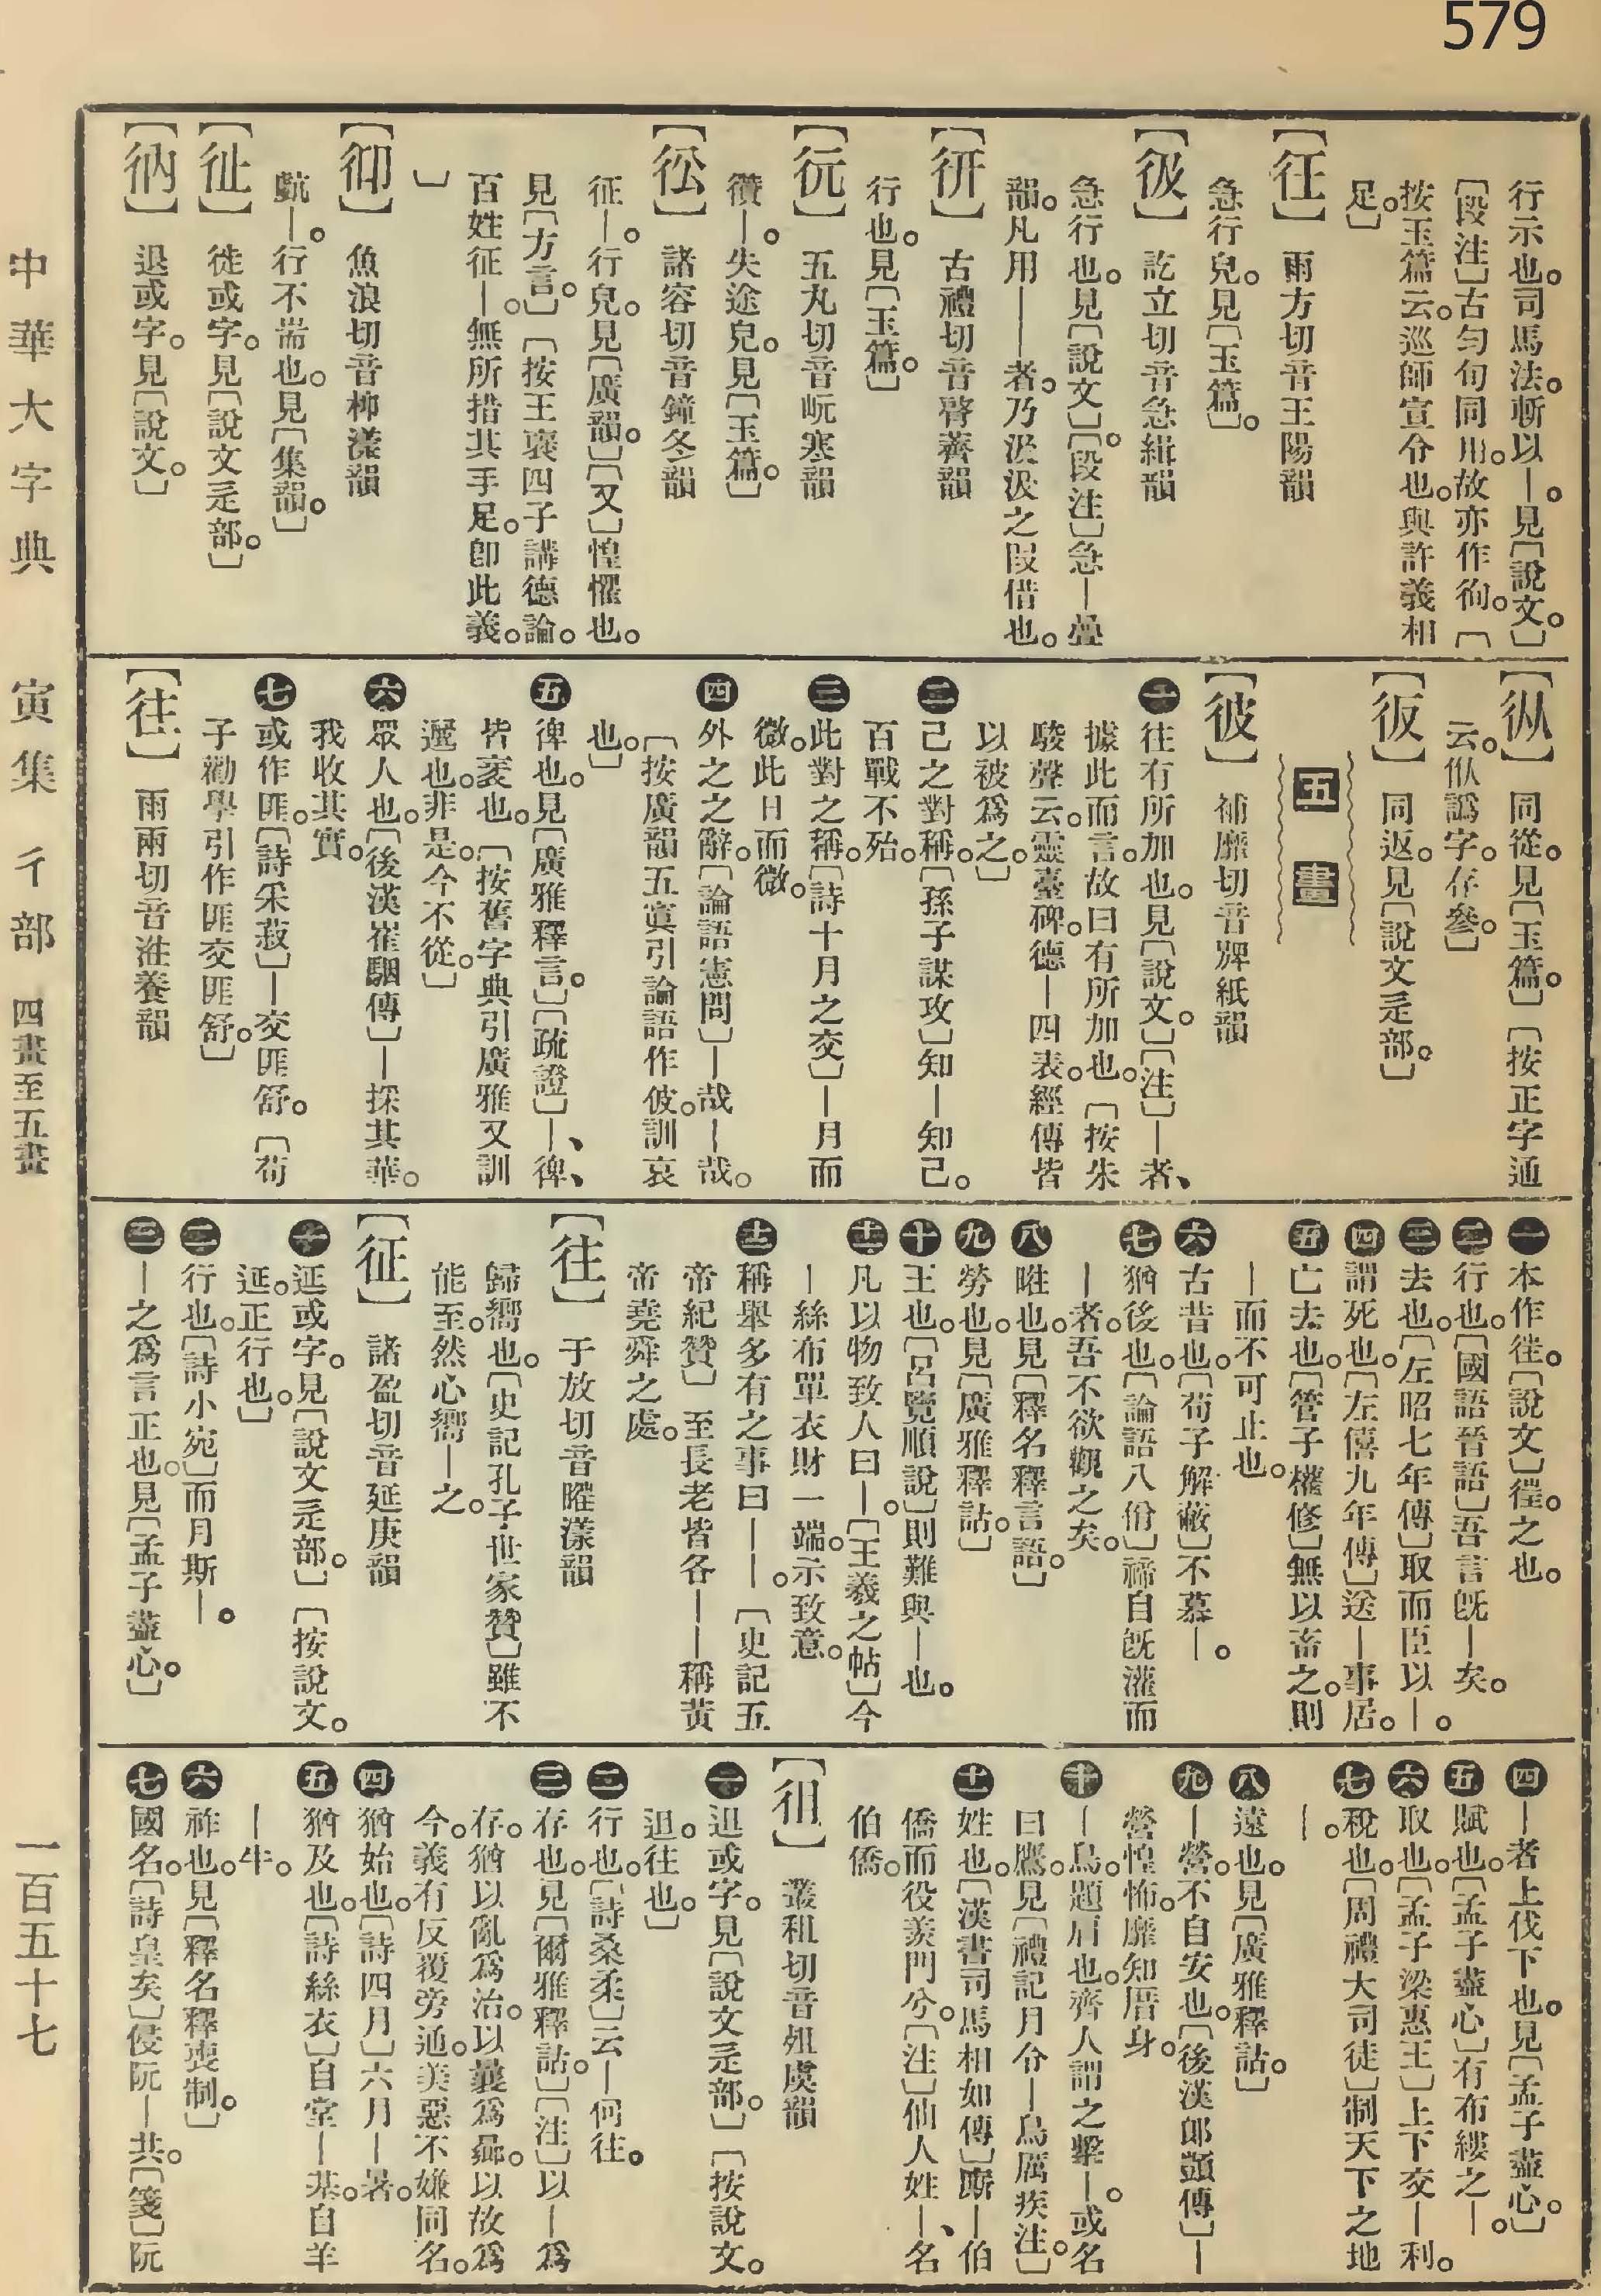 579
行示也。司馬法。斬以—。見〔說文。〕
〔段注〕古勻旬同用。故亦作徇。〔
按玉篇云。巡師宣令也。與許義相
足。〕
【徃】 雨方切音王陽韻
急行皃。見〔玉篇。〕
【彶】 訖立切音急緝韻
急行也。見〔說文〕。〔段注〕急—疊
韻。凡用——者。乃汲汲之叚借也。
古禮切音啓薺韻
行也。見〔玉篇。〕
【㣆】 五丸切音岏寒韻
—。失途皃。見〔玉篇。〕
【彸】 諸容切音鐘冬韻
征—。行皃。見〔廣韻。〕〔又〕惶懼也。
見〔方言。〕〔按王襃四子講德論。
百姓征—。無所措其手足。卽此義。
〕
魚浪切音柳漾韻
—。行不耑也。見〔集韻。〕
【㣄】 徙或字。見〔說文辵部。〕
【㣕】 退或字。見〔說文。〕
【㣅】 同從。見〔玉篇。〕〔按正字通
云。㒳譌字。存參。〕
【彶】 同返。見〔說文辵部。〕
五畫
【彼】 補靡切音牌紙韻
㊀往有所加也。見〔說文。〕〔注〕—者、
據此而言。故曰有所加也。〔按朱
駿聲云。靈臺碑。德—四表。經傳皆
以被爲之。〕
㊁己之對稱。〔孫子謀攻〕知—知己。
百戰不殆。
㊂此對之稱。〔詩十月之交〕—月而
微。此日而微。
㊃外之之辭。〔論語憲問〕—哉—哉。
〔按廣韻五寘引論語作佊。訓哀
也。〕
㊄徫也。見〔廣雅釋言。〕〔疏證〕—、徫、
皆衺也。〔按舊字典引廣雅又訓
邇也。非是。今不從。〕
㊅眾人也。〔後漢崔駰傳〕—採其華。
我收其實。
㊆或作匪。〔詩采菽〕—交匪舒。〔荀
子勸學引作匪交匪舒。〕
【往】 雨兩切音㳹養韻
㊀本作㞷。〔說文〕徎。之也。
㊁行也。〔國語晉語〕吾言旣—矣。
㊂去也。〔左昭七年傳〕取而臣以—。
㊃謂死也。〔左僖九年傳〕送—事居。
㊄亡去也。〔管子權修〕無以畜之。則
—而不可止也。
㊅古昔也。〔荀子解蔽〕不慕—。
㊆猶後也。〔論語八佾〕禘自旣灌而
—者。吾不欲觀之矣。
㊇暀也。見〔釋名釋言語。〕
㊈勞也。見〔廣雅釋詁。〕
㊉王也。〔呂覽順說〕則難與—也。
十一凡以物致人曰—。〔王羲之帖〕今
—絲布單衣財一端。示致意。
十二稱舉多有之事曰——。〔史記五
帝紀贊〕至長老皆各——稱黃
帝堯舜之處。
【往】 于放切音暀漾韻
歸嚮也。〔史記孔子世家贊〕雖不
能至。然心嚮—之。
【征】 諸盈切音延庚韻
㊀延或字。見〔說文辵部。〕〔按說文。
延。正行也。〕
㊁行也。〔詩小宛〕而月斯—。
㊂—之爲言正也。見〔孟子盡心。〕
㊃—者上伐下也。見〔孟子盡心。〕
㊄賦也。〔孟子盡心〕有布縷之—。
㊅取也。〔孟子梁惠王〕上下交—利。
㊆稅也。〔周禮大司徒〕制天下之地
—。
㊇遠也。見〔廣雅釋詁。〕
㊈—營。不自安也。〔後漢郎顗傳〕—
營惶怖。靡知厝身。
㊉—鳥。題肩也。齊人謂之擊—。或名
曰鷹。見〔禮記月令—鳥厲疾注。〕
十一姓也。〔漢書司馬相如傳〕廝—伯
僑而役羨門兮。〔注〕仙人姓—、名
伯僑。
【徂】 叢租切音殂虞韻
㊀䢐或字。見〔說文辵部。〕〔按說文。
䢐。往也。〕
㊁行也。〔詩桑柔〕云—何往。
㊂存也。見〔爾雅釋詁。〕〔注〕以—爲
存。猶以亂爲治。以曩爲曏。以故爲
今。義有反覆旁通。美惡不嫌同名。
㊃猶始也。〔詩四月〕六月—暑。
㊄猶及也。〔詩絲衣〕自堂—基。自羊
—牛。
㊅祚也。見〔釋名釋喪制。〕
㊆國名。〔詩皇矣〕侵阮—共。〔箋〕阮
中華大字典　寅集　彳部　四畫至五畫　一百五十七